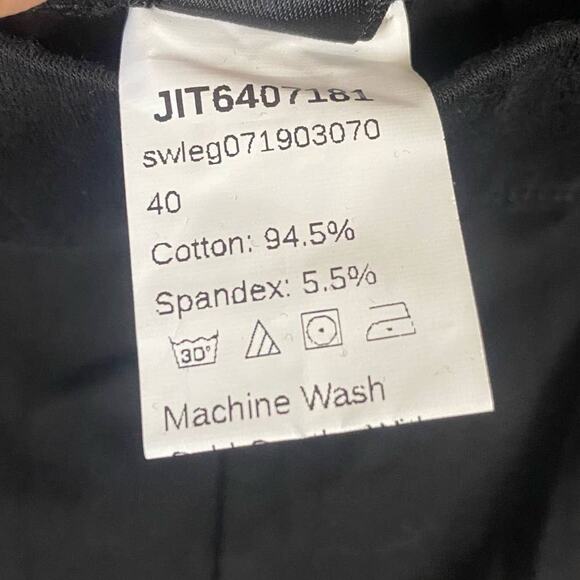 JIT6407181
swleg071903070
40
Cotton: 94.5%
Spandex: 5.5%
30°
Machine Wash